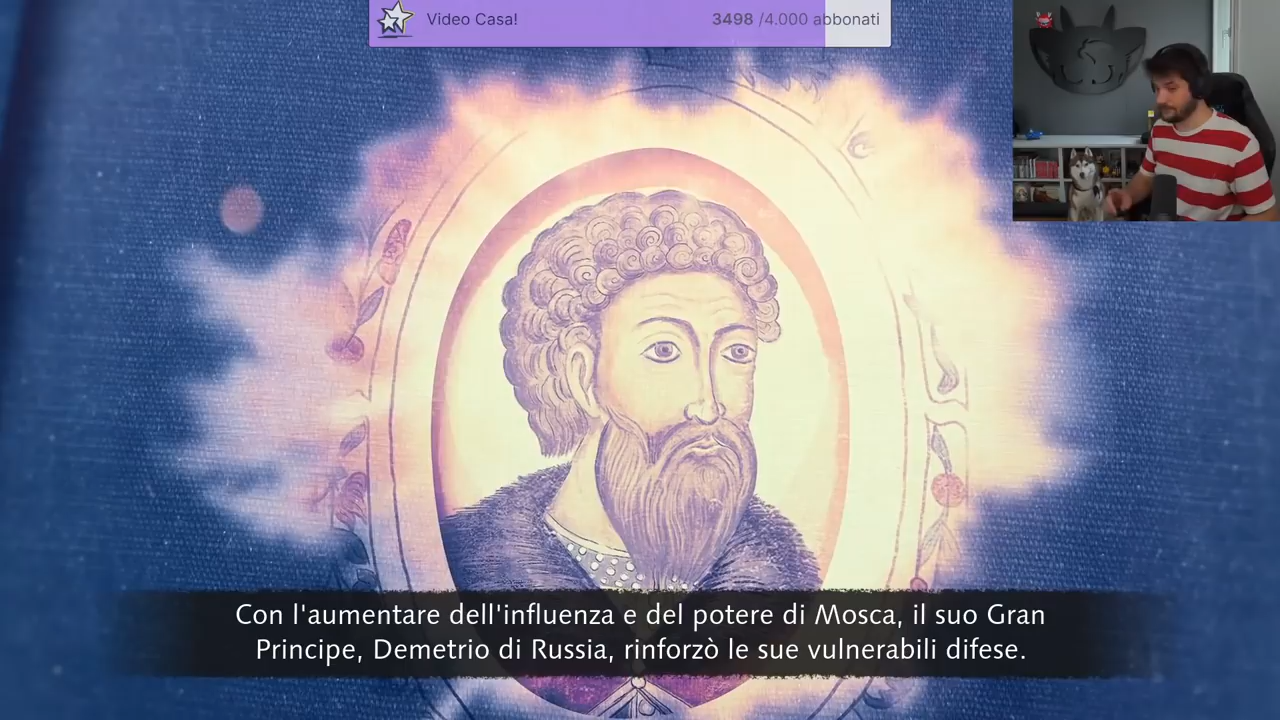 Video Casa!
3498 /4.000 abbonati
Con l'aumentare dell'influenza e del potere di Mosca, il suo Gran
Principe, Demetrio di Russia, rinforzò le sue vulnerabili difese.